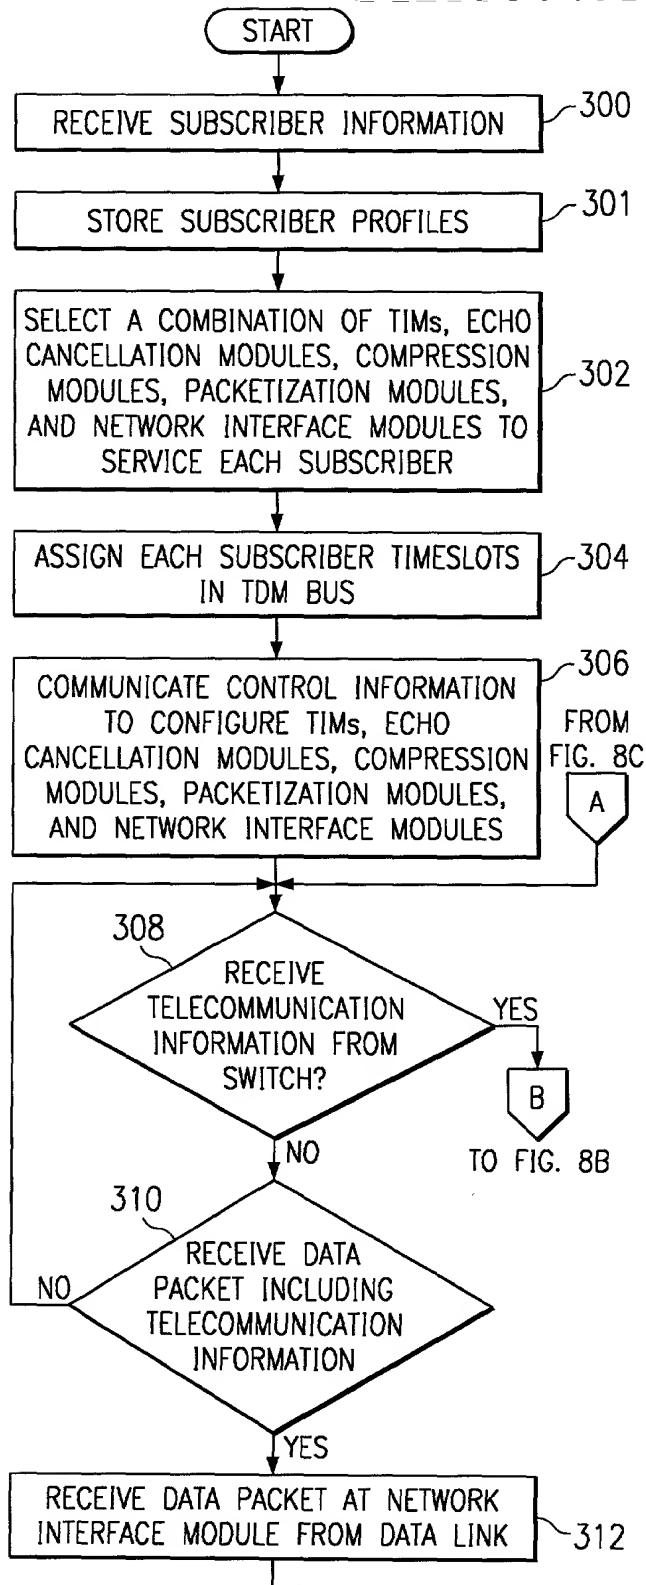 START
RECEIVE SUBSCRIBER INFORMATION
300
STORE SUBSCRIBER PROFILES
301
SELECT A COMBINATION OF TIMs, ECHO
CANCELLATION MODULES, COMPRESSION
MODULES, PACKETIZATION MODULES,
AND NETWORK INTERFACE MODULES TO
SERVICE EACH SUBSCRIBER
302
ASSIGN EACH SUBSCRIBER TIMESLOTS
IN TDM BUS
304
COMMUNICATE CONTROL INFORMATION
TO CONFIGURE TIMs, ECHO
CANCELLATION MODULES, COMPRESSION
MODULES, PACKETIZATION MODULES,
AND NETWORK INTERFACE MODULES
306
FROM
FIG. 8C
A
308
RECEIVE
TELECOMMUNICATION
INFORMATION FROM
SWITCH?
YES
B
TO FIG. 8B
NO
310
RECEIVE DATA
PACKET INCLUDING
TELECOMMUNICATION
INFORMATION
NO
YES
RECEIVE DATA PACKET AT NETWORK
INTERFACE MODULE FROM DATA LINK
312